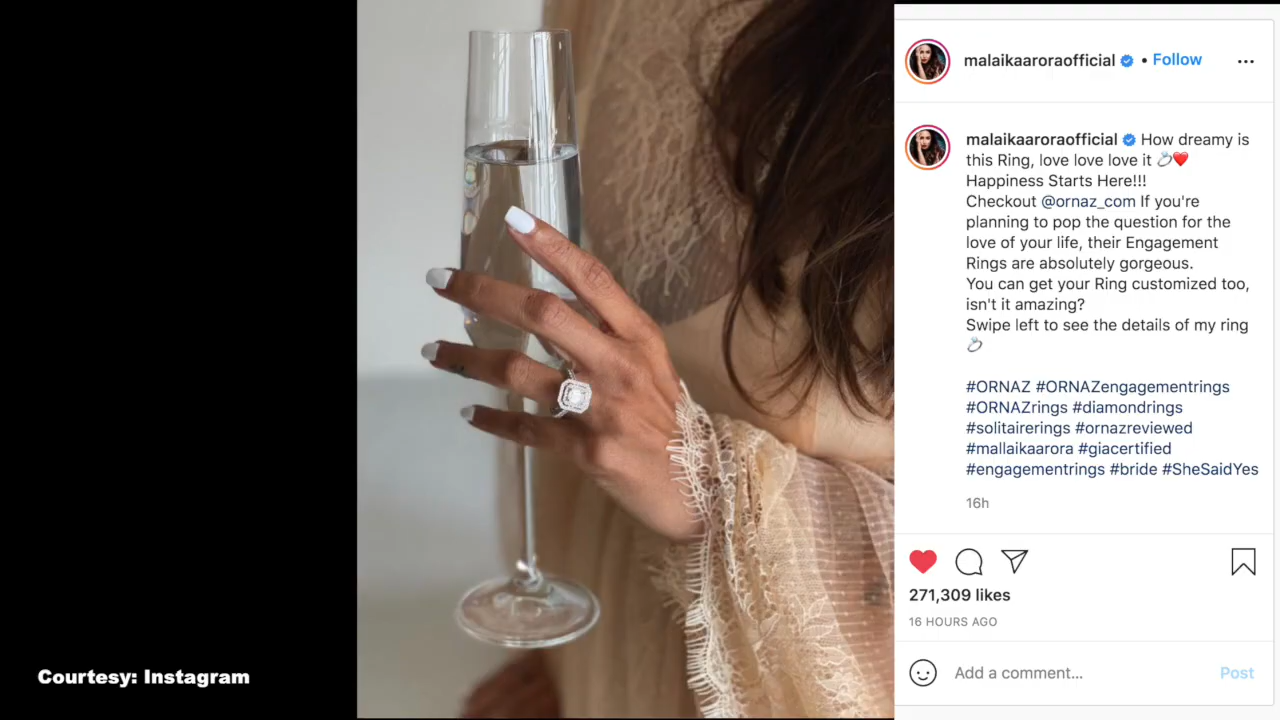 malaikaaroraofficial • Follow
malaikaaroraofficial How dreamy is
this Ring, love love love it 💍❤️
Happiness Starts Here!!!
Checkout @ornaz_com If you're
planning to pop the question for the
love of your life, their Engagement
Rings are absolutely gorgeous.
You can get your Ring customized too,
isn't it amazing?
Swipe left to see the details of my ring
💍
#ORNAZ #ORNAZengagementrings
#ORNAZrings #diamondrings
#solitairerings #ornazreviewed
#mallaikaarora #giacertified
#engagementrings #bride #SheSaidYes
16h
271,309 likes
16 HOURS AGO
Add a comment... Post
Courtesy: Instagram